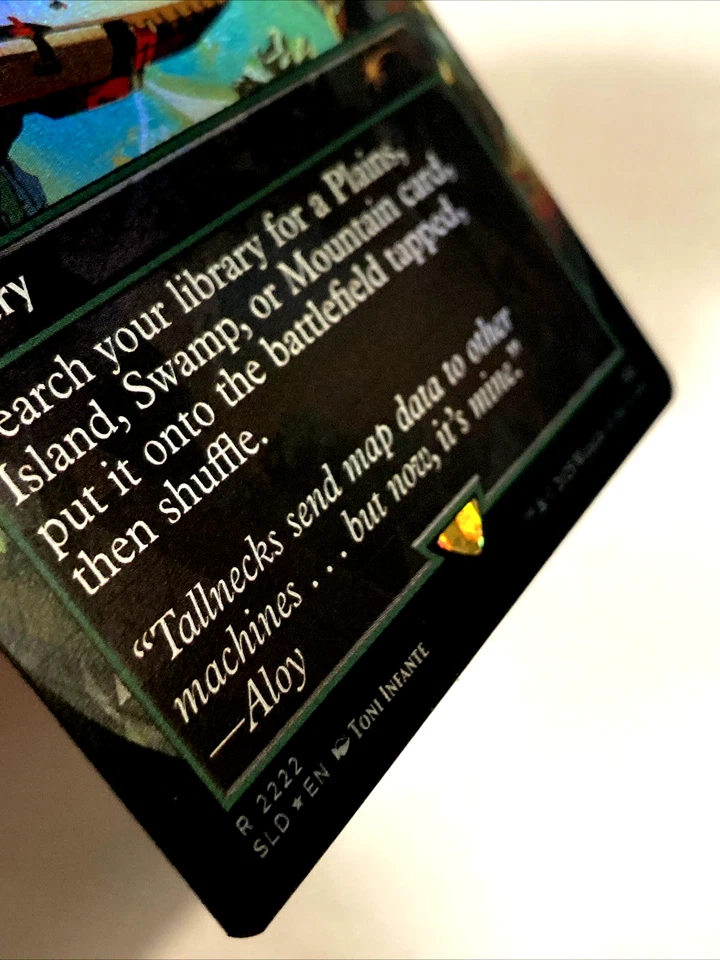 ry
earch your library for a Plains,
Island, Swamp, or Mountain card,
put it onto the battlefield tapped,
then shuffle.
“Tallnecks send map data to other
machines . . . but now, it’s mine.”
—Aloy
R 2222
SLD ★ EN Toni Infante